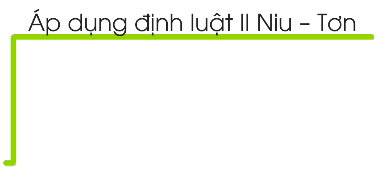 Áp dụng định luật II Niu – Tơn